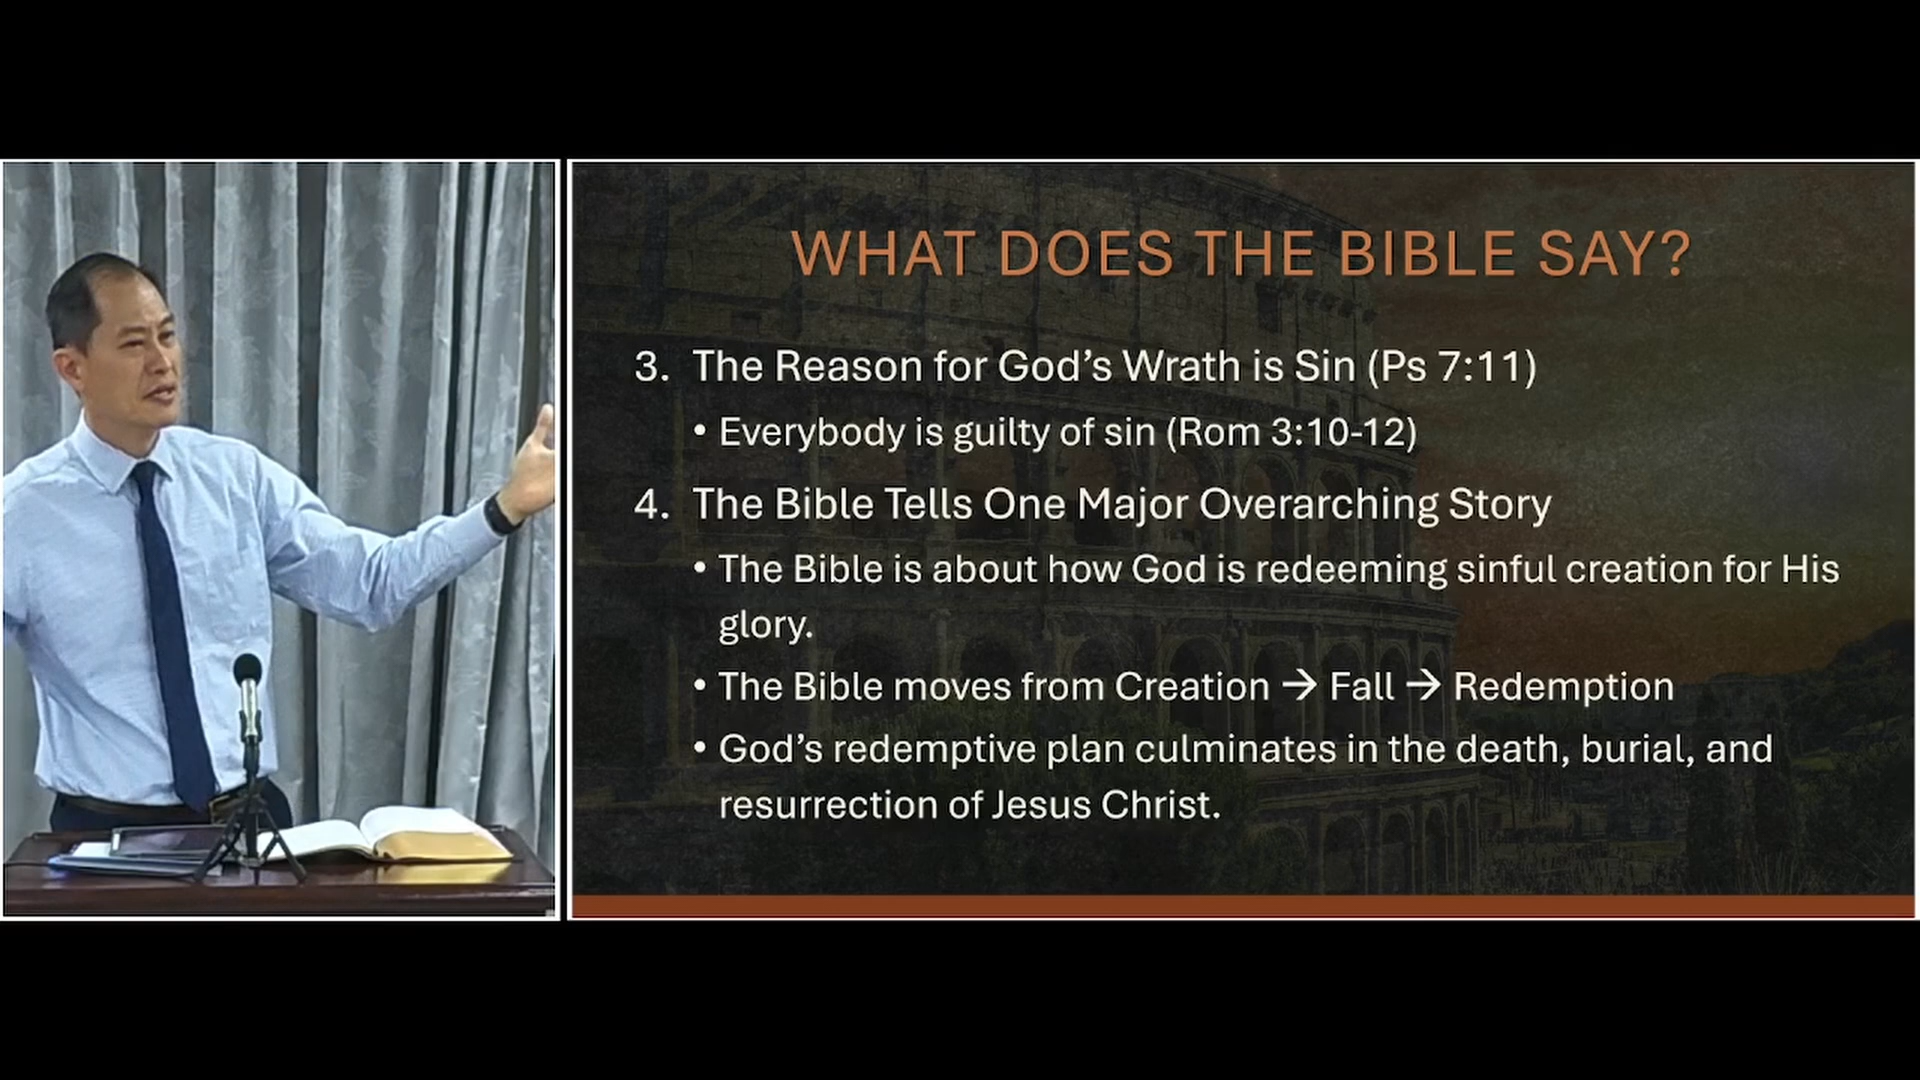 WHAT DOES THE BIBLE SAY?
3. The Reason for God’s Wrath is Sin (Ps 7:11)
• Everybody is guilty of sin (Rom 3:10-12)
4. The Bible Tells One Major Overarching Story
• The Bible is about how God is redeeming sinful creation for His
glory.
• The Bible moves from Creation → Fall → Redemption
• God’s redemptive plan culminates in the death, burial, and
resurrection of Jesus Christ.